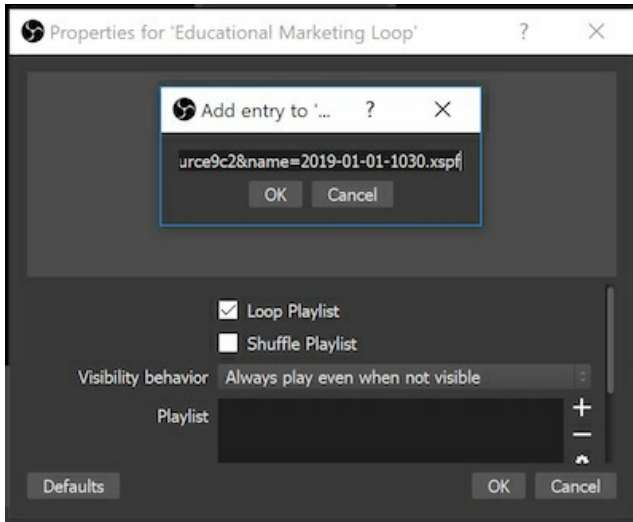 Properties for 'Educational Marketing Loop' ? ×
Add entry to '... ? ×
urce9c2&name=2019-01-01-1030.xspf
OK Cancel
Loop Playlist
Shuffle Playlist
Visibility behavior Always play even when not visible
Playlist
Defaults OK Cancel